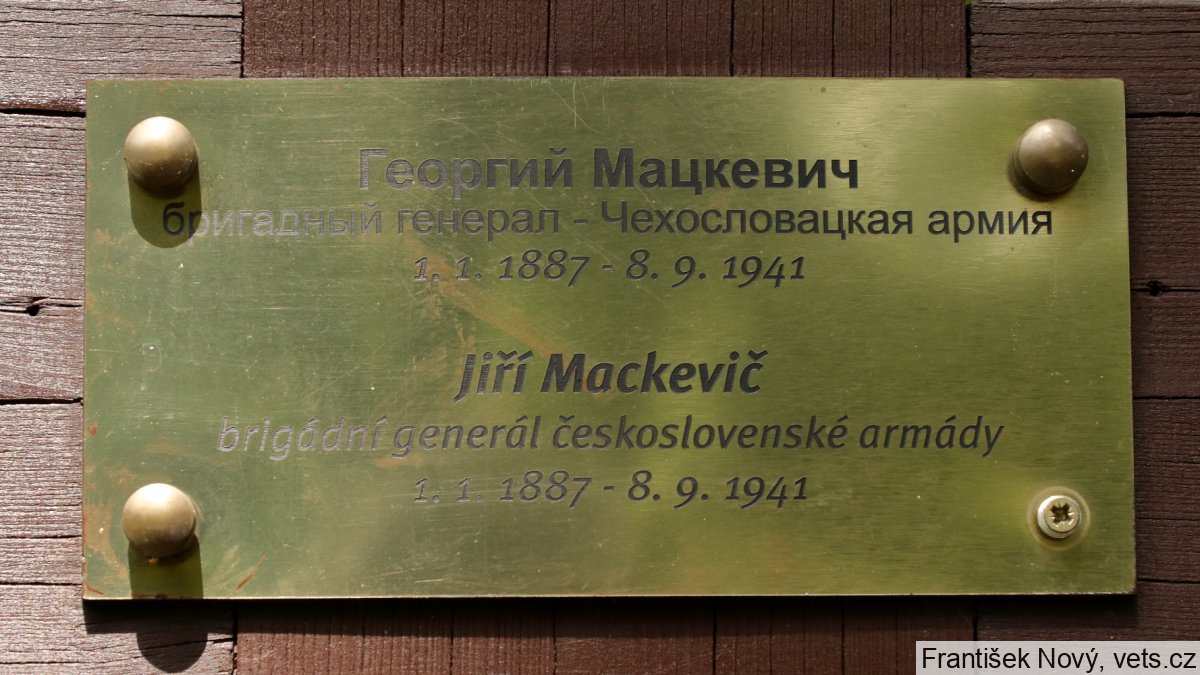 Георгий Мацкевич
бригадный генерал - Чехословацкая армия
1. 1. 1887 - 8. 9. 1941
Jiří Mackevič
brigádní generál československé armády
1. 1. 1887 - 8. 9. 1941
František Nový, vets.cz